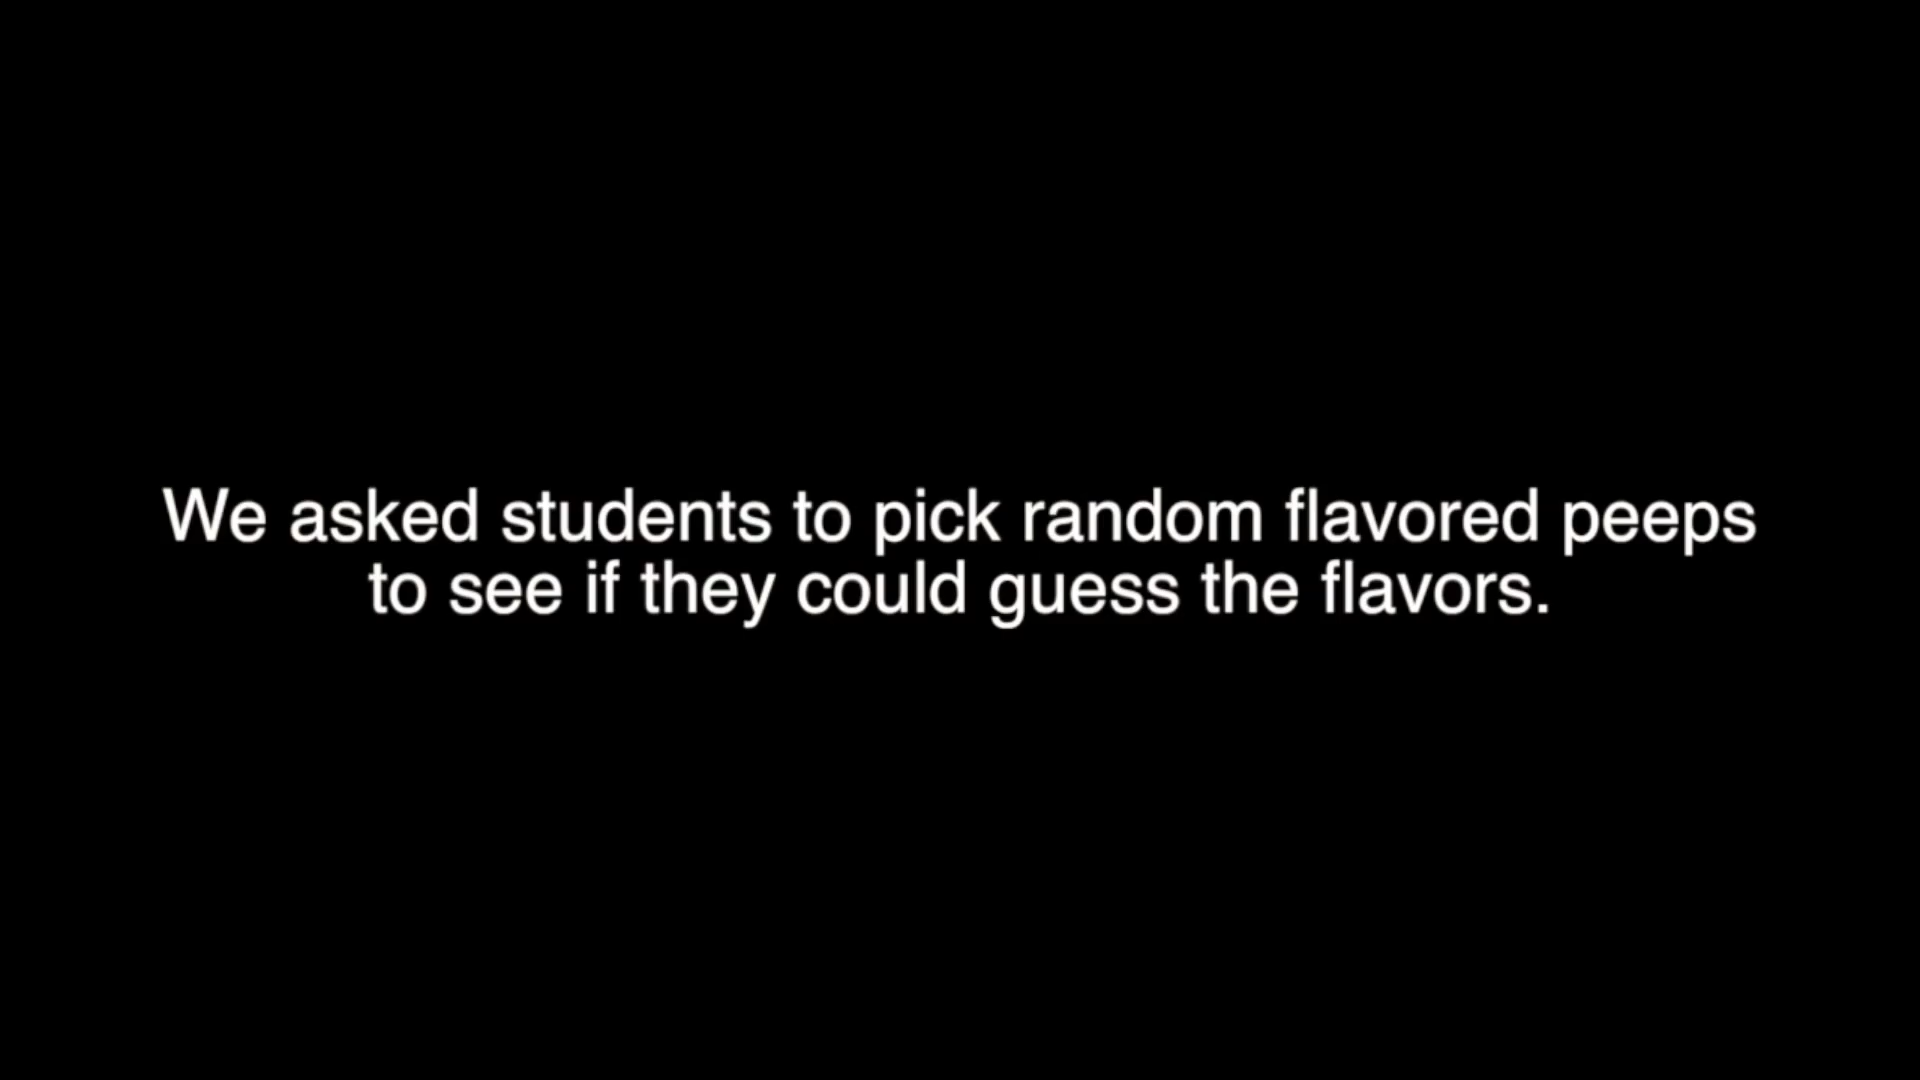 We asked students to pick random flavored peeps
to see if they could guess the flavors.